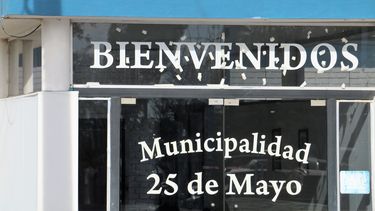 BIENVENIDOS
Municipalidad
25 de Mayo